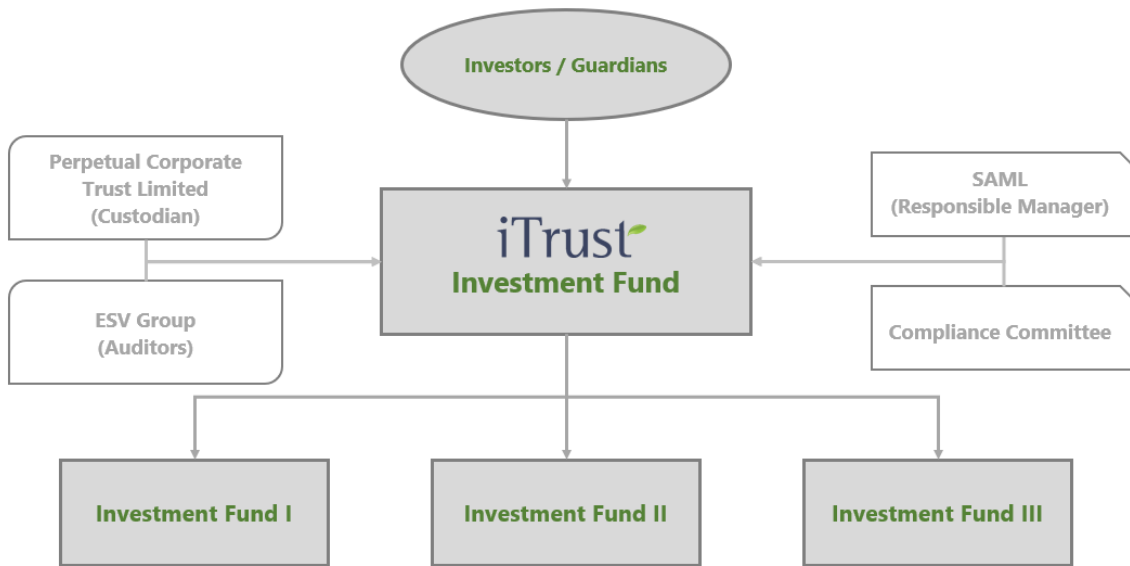 Investors / Guardians
Perpetual Corporate
Trust Limited
(Custodian)
SAML
(Responsible Manager)
iTrust
Investment Fund
ESV Group
(Auditors)
Compliance Committee
Investment Fund I
Investment Fund II
Investment Fund III